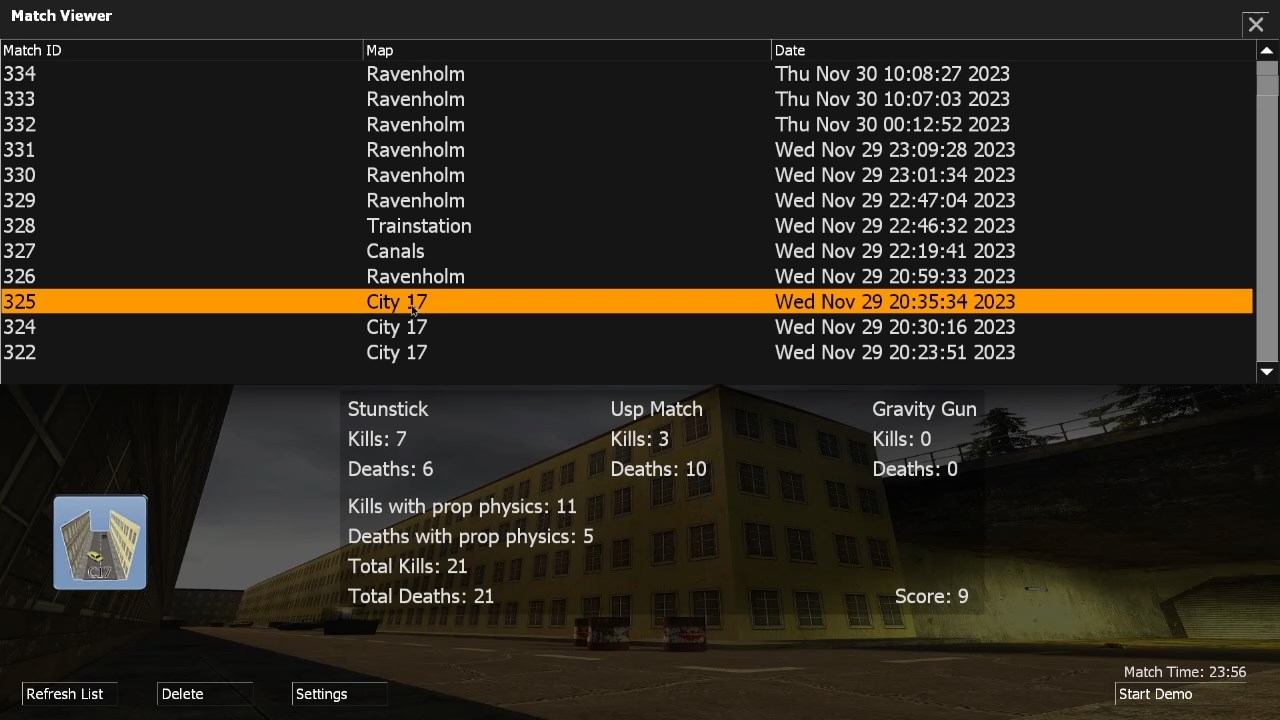 Match Viewer
Match ID Map Date
334 Ravenholm Thu Nov 30 10:08:27 2023
333 Ravenholm Thu Nov 30 10:07:03 2023
332 Ravenholm Thu Nov 30 00:12:52 2023
331 Ravenholm Wed Nov 29 23:09:28 2023
330 Ravenholm Wed Nov 29 23:01:34 2023
329 Ravenholm Wed Nov 29 22:47:04 2023
328 Trainstation Wed Nov 29 22:46:32 2023
327 Canals Wed Nov 29 22:19:41 2023
326 Ravenholm Wed Nov 29 20:59:33 2023
325 City 17 Wed Nov 29 20:35:34 2023
324 City 17 Wed Nov 29 20:30:16 2023
322 City 17 Wed Nov 29 20:23:51 2023
Stunstick Usp Match Gravity Gun
Kills: 7 Kills: 3 Kills: 0
Deaths: 6 Deaths: 10 Deaths: 0
Kills with prop physics: 11
Deaths with prop physics: 5
Total Kills: 21
C17
Total Deaths: 21 Score: 9
Match Time: 23:56
Refresh List Delete Settings Start Demo